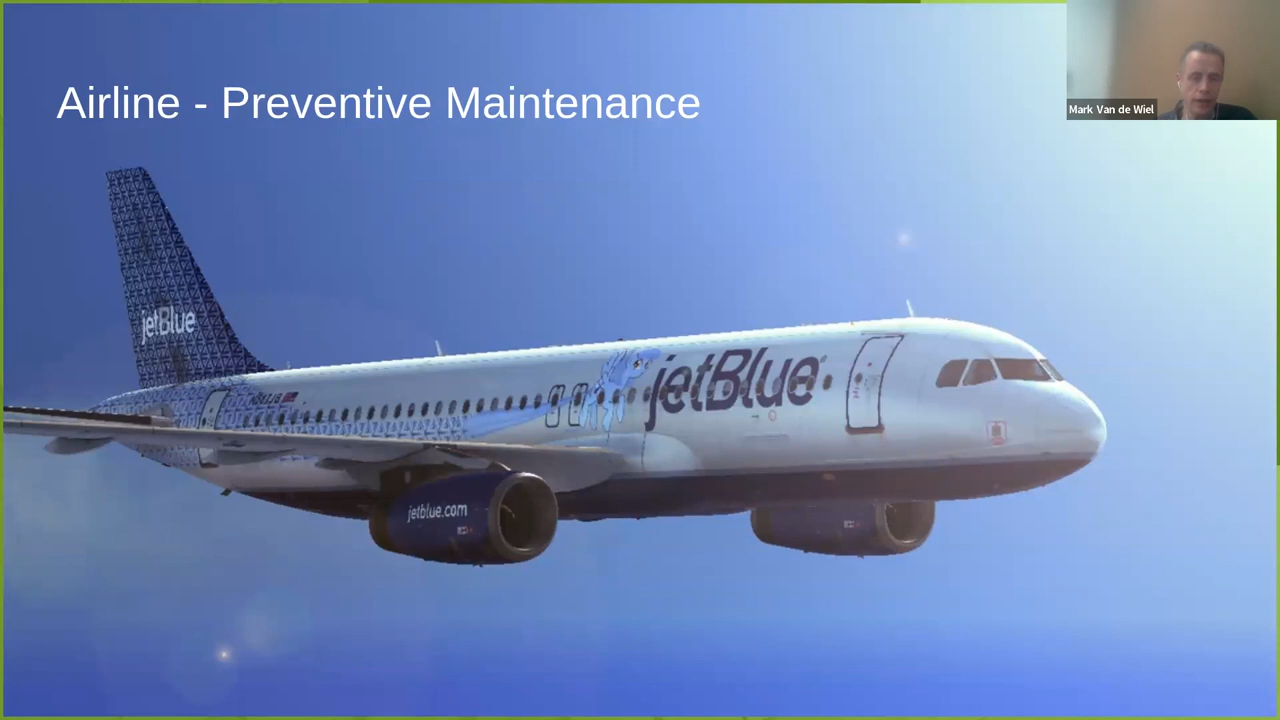 Airline - Preventive Maintenance
Mark Van de Wiel
jetBlue
jetBlue
jetblue.com